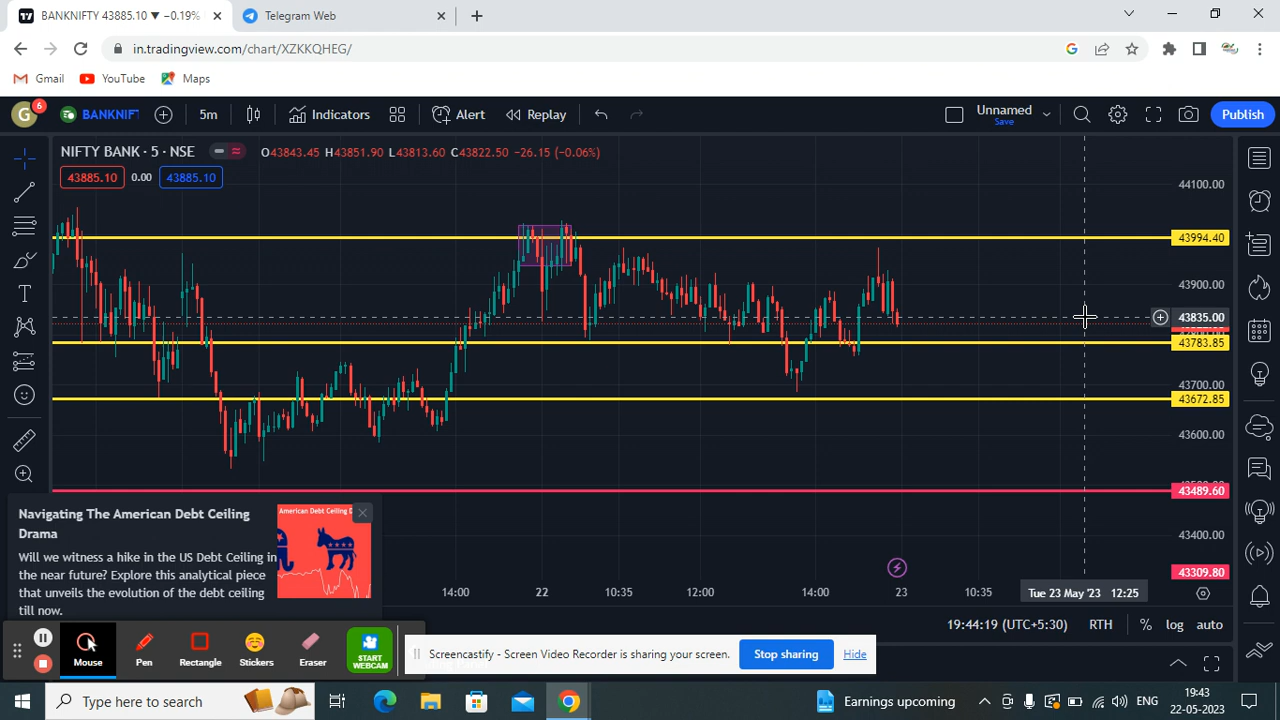 BANKNIFTY 43885.10 ▼ −0.19%
Telegram Web
in.tradingview.com/chart/XZKKQHEG/
Gmail
YouTube
Maps
G 6
BANKNIF
5m
Indicators
Alert
Replay
Unnamed
Save
Publish
NIFTY BANK · 5 · NSE
O43843.45 H43851.90 L43813.60 C43822.50 −26.15 (−0.06%)
43885.10 0.00 43885.10
44100.00
43994.40
43900.00
43835.00
43783.85
43700.00
43672.85
43600.00
43489.60
43400.00
43309.80
Navigating The American Debt Ceiling
Drama
Will we witness a hike in the US Debt Ceiling in
the near future? Explore this analytical piece
that unveils the evolution of the debt ceiling
till now.
American Debt Ceiling
14:00 22 10:35 12:00 14:00 23 10:35 Tue 23 May '23 12:25
19:44:19 (UTC+5:30) RTH % log auto
Mouse
Pen
Rectangle
Stickers
Eraser
START
WEBCAM
Screencastify - Screen Video Recorder is sharing your screen.
Stop sharing
Hide
Type here to search
Earnings upcoming
ENG
19:43
22-05-2023